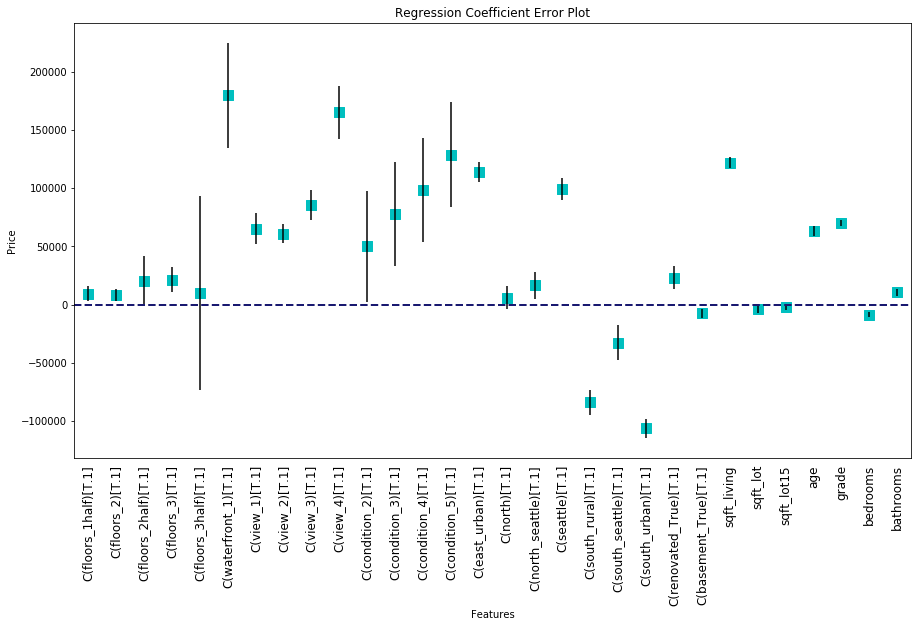 Regression Coefficient Error Plot
Price
200000
150000
100000
50000
0
−50000
−100000
C(floors_1half)[T.1]
C(floors_2)[T.1]
C(floors_2half)[T.1]
C(floors_3)[T.1]
C(floors_3half)[T.1]
C(waterfront_1)[T.1]
C(view_1)[T.1]
C(view_2)[T.1]
C(view_3)[T.1]
C(view_4)[T.1]
C(condition_2)[T.1]
C(condition_3)[T.1]
C(condition_4)[T.1]
C(condition_5)[T.1]
C(east_urban)[T.1]
C(north)[T.1]
C(north_seattle)[T.1]
C(seattle)[T.1]
C(south_rural)[T.1]
C(south_seattle)[T.1]
C(south_urban)[T.1]
C(renovated_True)[T.1]
C(basement_True)[T.1]
sqft_living
sqft_lot
sqft_lot15
age
grade
bedrooms
bathrooms
Features